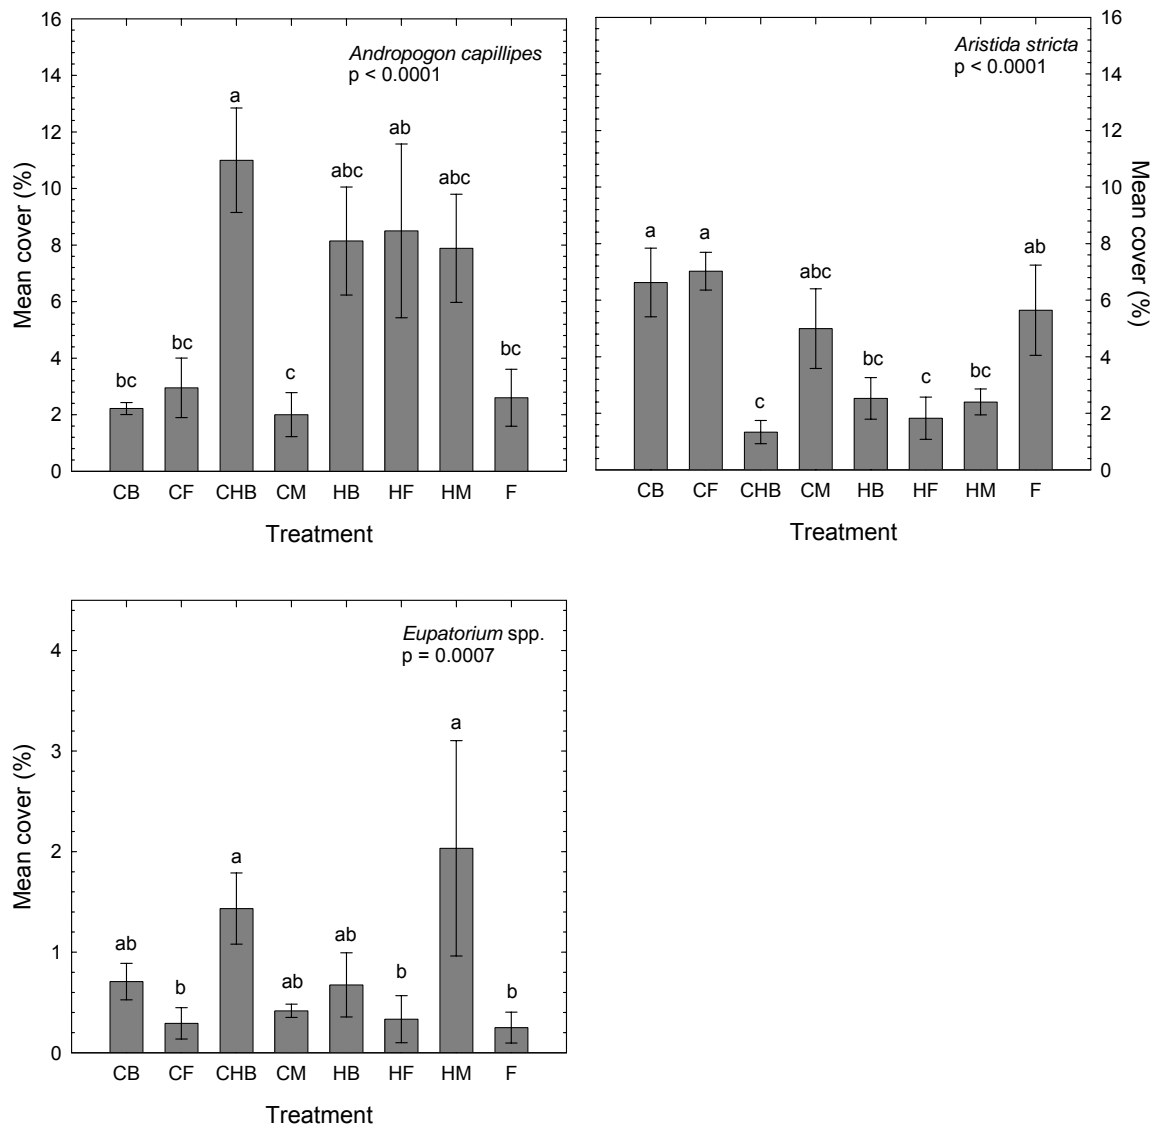 16
14
12
10
8
6
4
2
0
Mean cover (%)
Andropogon capillipes
p < 0.0001
bc
bc
a
c
abc
ab
abc
bc
CB CF CHB CM HB HF HM F
Treatment
Aristida stricta
p < 0.0001
a
a
c
abc
bc
c
bc
ab
16
14
12
10
8
6
4
2
0
Mean cover (%)
CB CF CHB CM HB HF HM F
Treatment
4
3
2
1
0
Mean cover (%)
Eupatorium spp.
p = 0.0007
ab
b
a
ab
ab
b
a
b
CB CF CHB CM HB HF HM F
Treatment